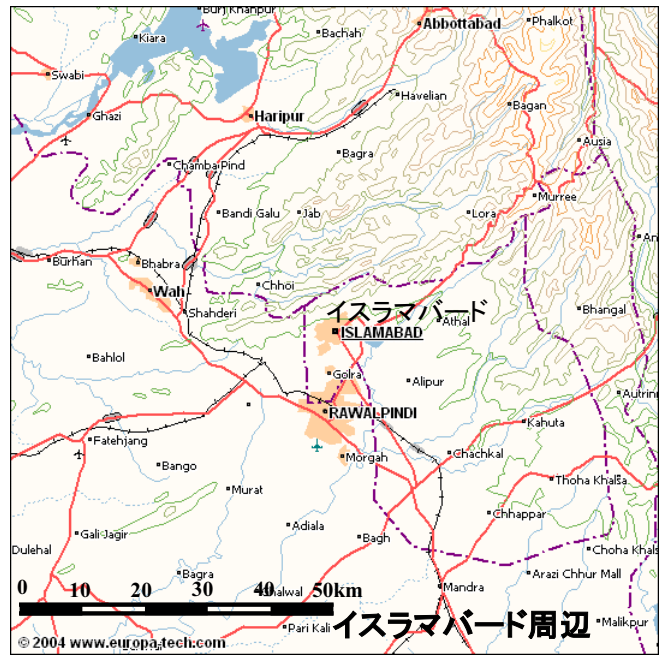 Burj Khanpur
Abbottabad
Phalkot
Kiara
Bachah
Swabi
Havelian
Bagan
Ghazi
Haripur
Ausia
Bagra
Chamba Pind
Murree
Bandi Galu
Jab
Lora
An
Burhan
Bhabra
Chhoi
Wah
イスラマバード
Shahderi
Athal
Bhangal
ISLAMABAD
Bahlol
Golra
Alipur
Autrinn
RAWALPINDI
Kahuta
Fatehjang
Morgah
Chachkal
Bango
Thoha Khalsa
Murat
Chhappar
Gali Jagir
Adiala
Bagh
Dulehal
Choha Khals
Bagra
Arazi Chhur Mall
Mandra
0 10 20 30 40 50km
Pari Kali
イスラマバード周辺
Malikpur
© 2004 www.europa-tech.com